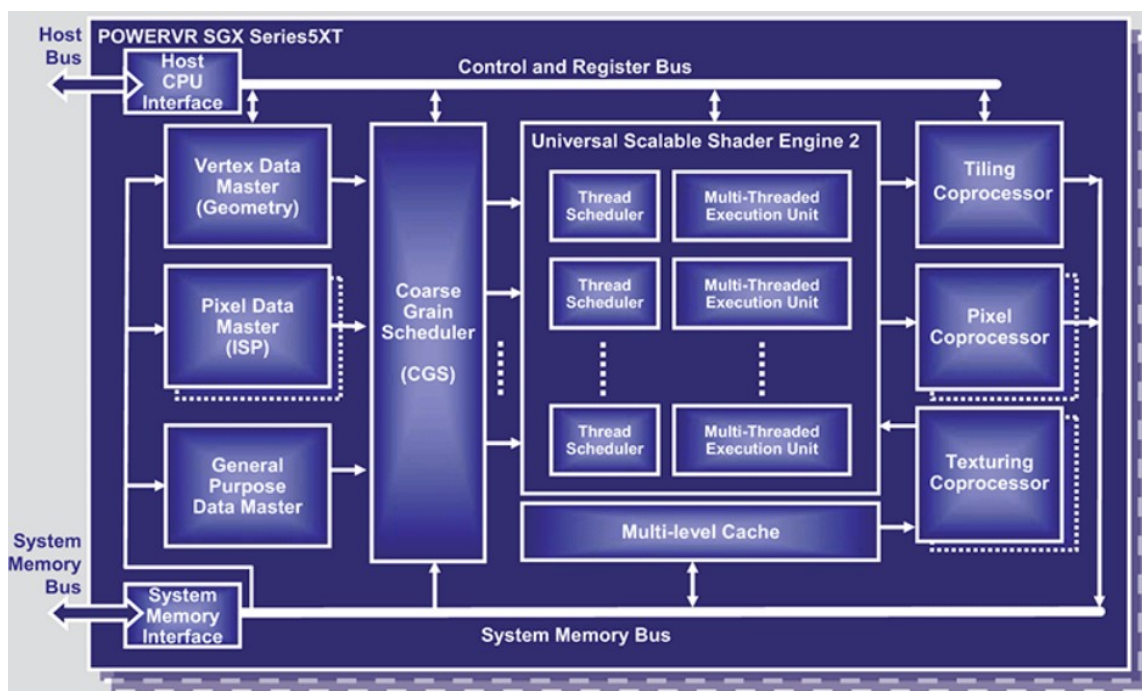 Host
Bus
POWERVR SGX Series5XT
Host
CPU
Interface
Control and Register Bus
Vertex Data
Master
(Geometry)
Pixel Data
Master
(ISP)
General
Purpose
Data Master
Coarse
Grain
Scheduler
(CGS)
Universal Scalable Shader Engine 2
Thread
Scheduler
Multi-Threaded
Execution Unit
Thread
Scheduler
Multi-Threaded
Execution Unit
Thread
Scheduler
Multi-Threaded
Execution Unit
Multi-level Cache
Tiling
Coprocessor
Pixel
Coprocessor
Texturing
Coprocessor
System
Memory
Bus
System
Memory
Interface
System Memory Bus